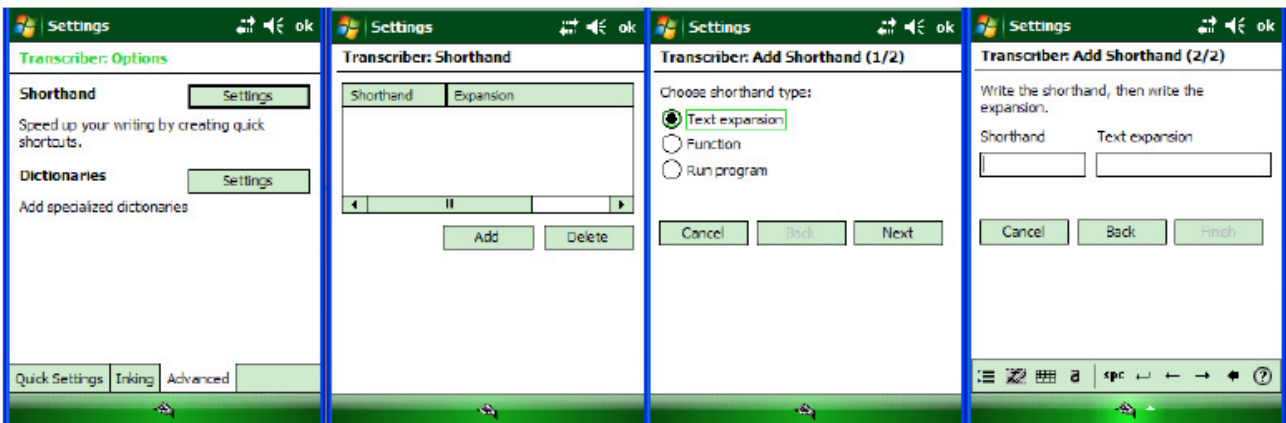 Settings ok
Transcriber: Options
Shorthand Settings
Speed up your writing by creating quick
shortcuts.
Dictionaries Settings
Add specialized dictionaries
Quick Settings Inking Advanced
Settings ok
Transcriber: Shorthand
Shorthand Expansion
Add Delete
Settings ok
Transcriber: Add Shorthand (1/2)
Choose shorthand type:
Text expansion
Function
Run program
Cancel Back Next
Settings ok
Transcriber: Add Shorthand (2/2)
Write the shorthand, then write the
expansion.
Shorthand Text expansion
Cancel Back Finish
a spc ?